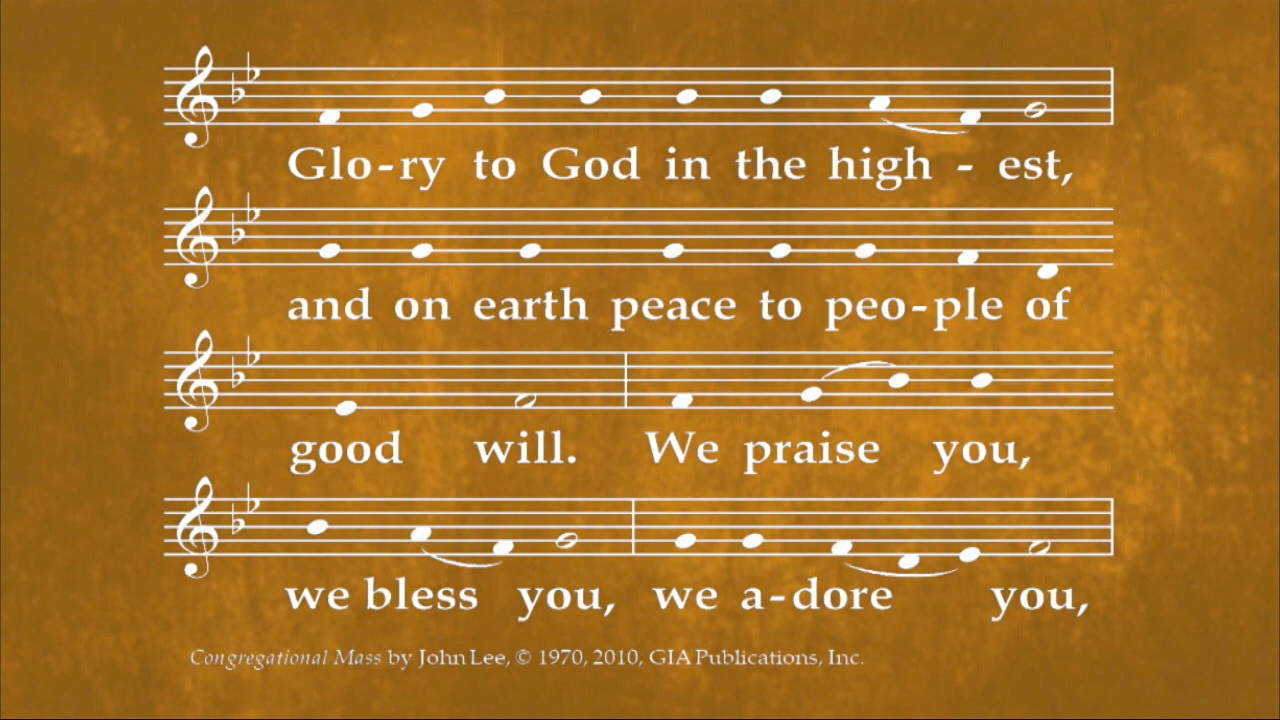 Glo-ry to God in the high - est,
and on earth peace to peo-ple of
good will. We praise you,
we bless you, we a-dore you,
Congregational Mass by John Lee, © 1970, 2010, GIA Publications, Inc.